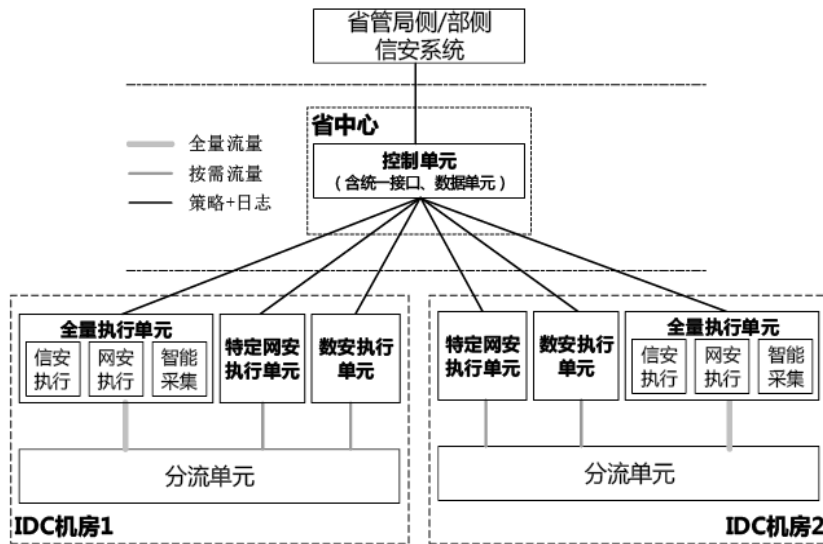 省管局侧/部侧
信安系统
省中心
全量流量
按需流量
策略+日志
控制单元
（含统一接口、数据单元）
全量执行单元
信安
执行
网安
执行
智能
采集
特定网安
执行单元
数安执行
单元
分流单元
IDC机房1
特定网安
执行单元
数安执行
单元
全量执行单元
信安
执行
网安
执行
智能
采集
分流单元
IDC机房2